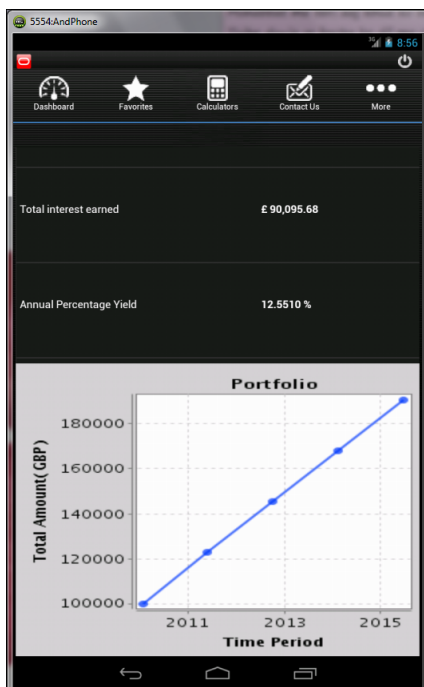 5554:AndPhone
3G 8:56
Dashboard Favorites Calculators Contact Us More
Total interest earned £ 90,095.68
Annual Percentage Yield 12.5510 %
Portfolio
Total Amount(GBP)
180000
160000
140000
120000
100000
2011 2013 2015
Time Period